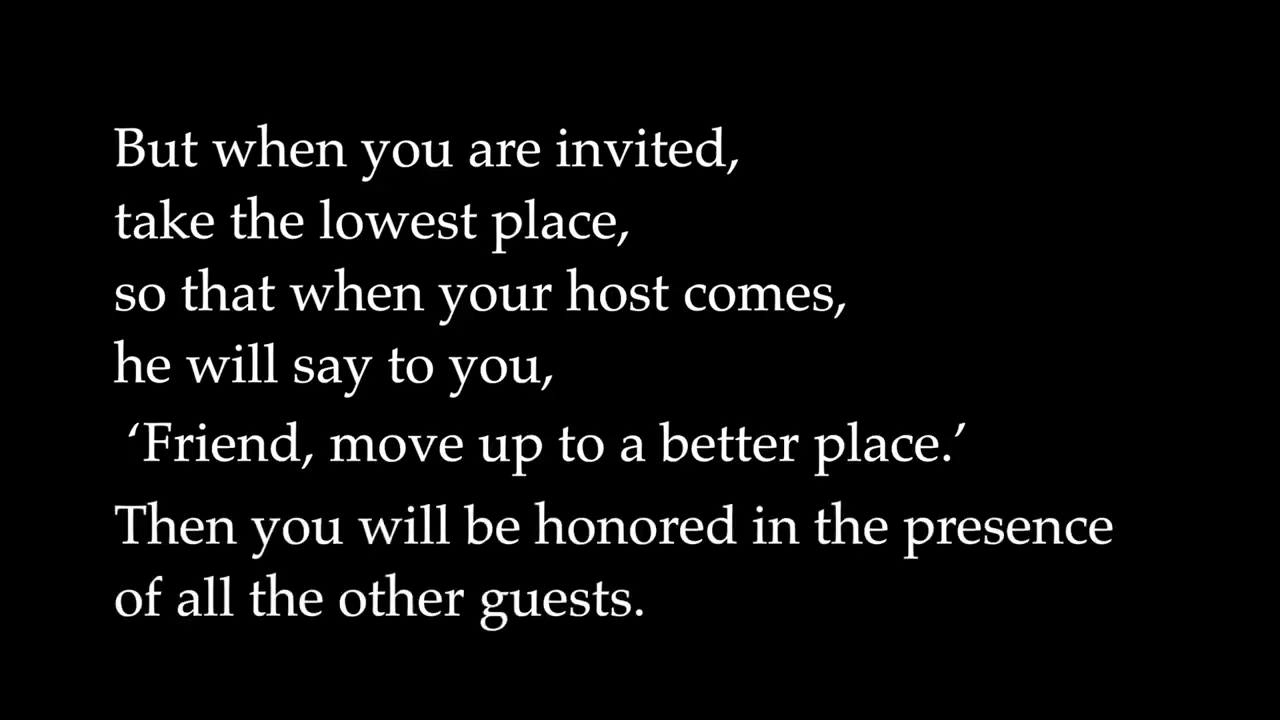 But when you are invited,
take the lowest place,
so that when your host comes,
he will say to you,
‘Friend, move up to a better place.’
Then you will be honored in the presence
of all the other guests.